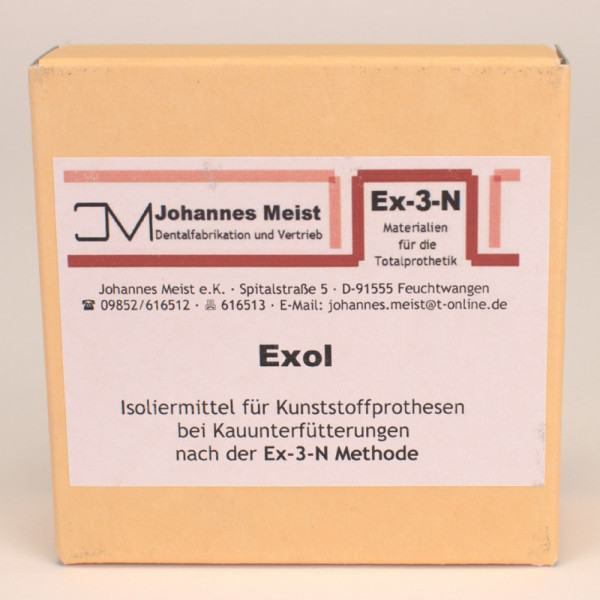 JM Johannes Meist
Dentalfabrikation und Vertrieb
Ex-3-N
Materialien
für die
Totalprothetik
Johannes Meist e.K. · Spitalstraße 5 · D-91555 Feuchtwangen
☎ 09852/616512 · 🖷 616513 · E-Mail: johannes.meist@t-online.de
Exol
Isoliermittel für Kunststoffprothesen
bei Kauunterfütterungen
nach der Ex-3-N Methode